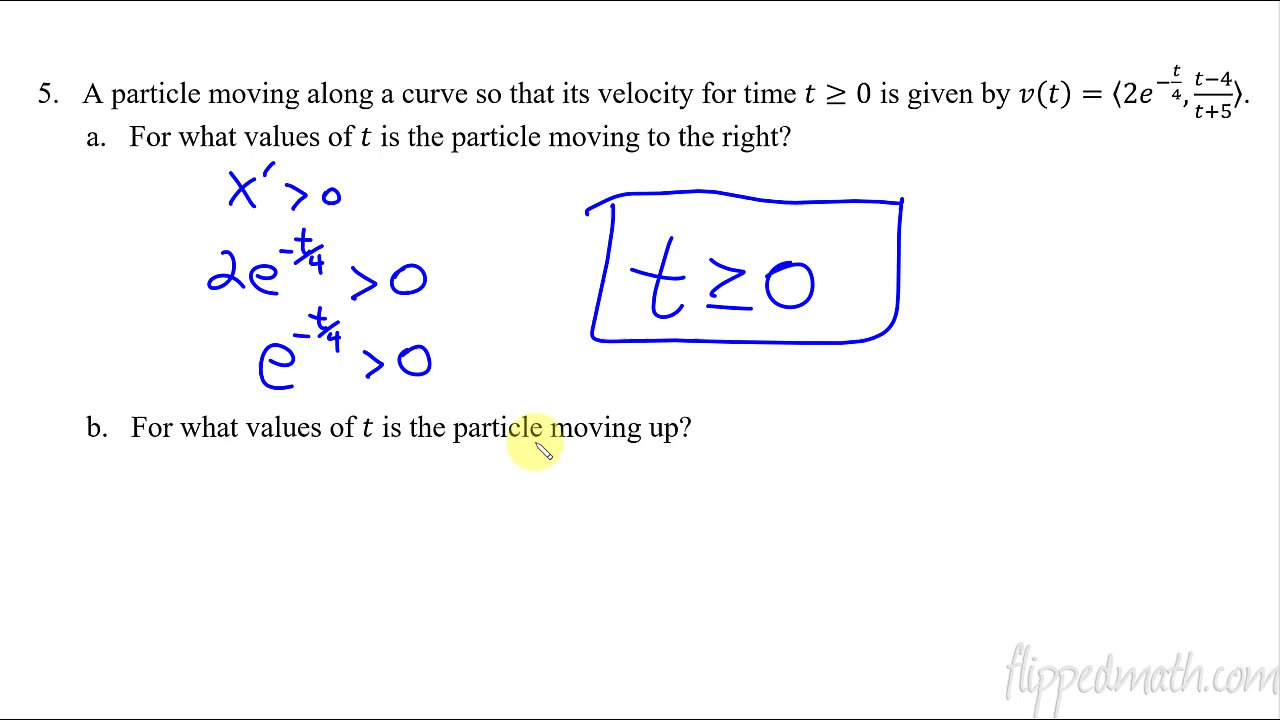 5. A particle moving along a curve so that its velocity for time t ≥ 0 is given by v(t) = ⟨2e^{-t/4}, (t−4)/(t+5)⟩.
a. For what values of t is the particle moving to the right?
x' > 0
2e^{-t/4} > 0
t ≥ 0
e^{-t/4} > 0
b. For what values of t is the particle moving up?
flippedmath.com